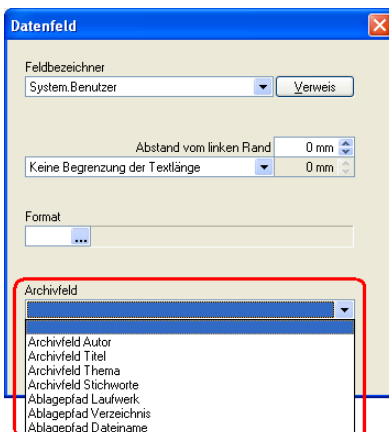 Datenfeld
Feldbezeichner
System.Benutzer
Verweis
Abstand vom linken Rand
0 mm
Keine Begrenzung der Textlänge
0 mm
Format
...
Archivfeld
Archivfeld Autor
Archivfeld Titel
Archivfeld Thema
Archivfeld Stichworte
Ablagepfad Laufwerk
Ablagepfad Verzeichnis
Ablagepfad Dateiname